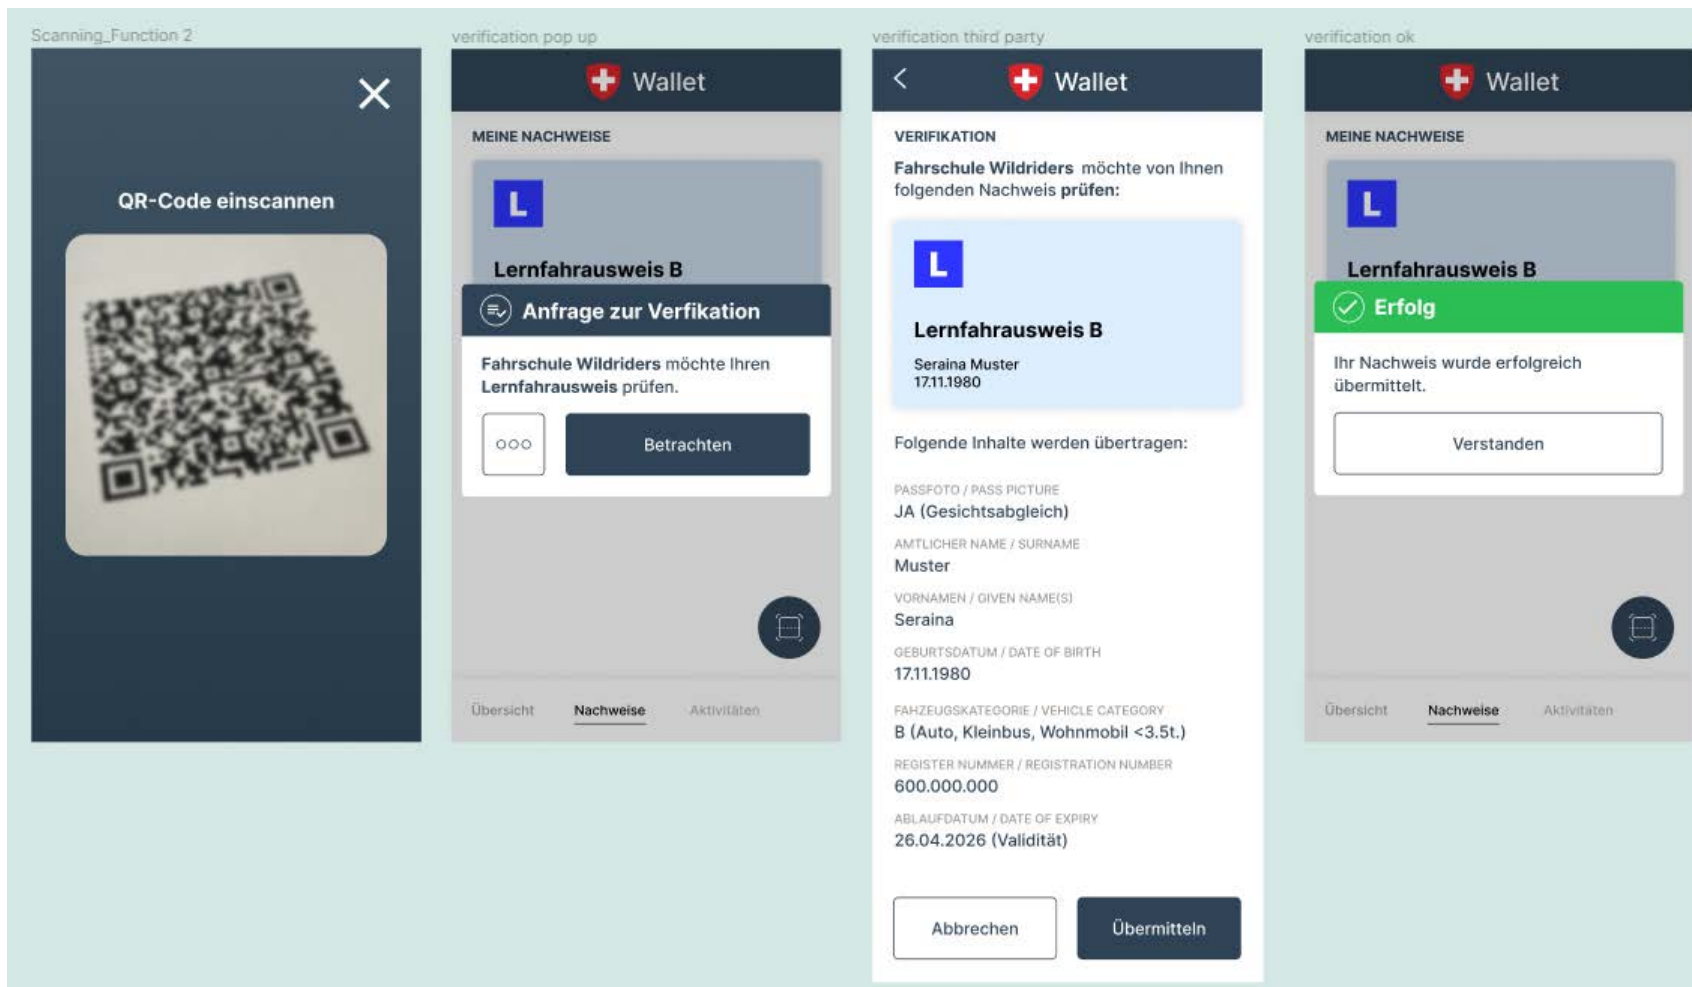 Scanning_Function 2
QR-Code einscannen
verification pop up
Wallet
MEINE NACHWEISE
L
Lernfahrausweis B
Anfrage zur Verfikation
Fahrschule Wildriders möchte Ihren
Lernfahrausweis prüfen.
Betrachten
Übersicht Nachweise Aktivitäten
verification third party
Wallet
VERIFIKATION
Fahrschule Wildriders möchte von Ihnen
folgenden Nachweis prüfen:
L
Lernfahrausweis B
Seraina Muster
17.11.1980
Folgende Inhalte werden übertragen:
PASSFOTO / PASS PICTURE
JA (Gesichtsabgleich)
AMTLICHER NAME / SURNAME
Muster
VORNAMEN / GIVEN NAME(S)
Seraina
GEBURTSDATUM / DATE OF BIRTH
17.11.1980
FAHZEUGSKATEGORIE / VEHICLE CATEGORY
B (Auto, Kleinbus, Wohnmobil <3.5t.)
REGISTER NUMMER / REGISTRATION NUMBER
600.000.000
ABLAUFDATUM / DATE OF EXPIRY
26.04.2026 (Validität)
Abbrechen Übermitteln
verification ok
Wallet
MEINE NACHWEISE
L
Lernfahrausweis B
Erfolg
Ihr Nachweis wurde erfolgreich
übermittelt.
Verstanden
Übersicht Nachweise Aktivitäten